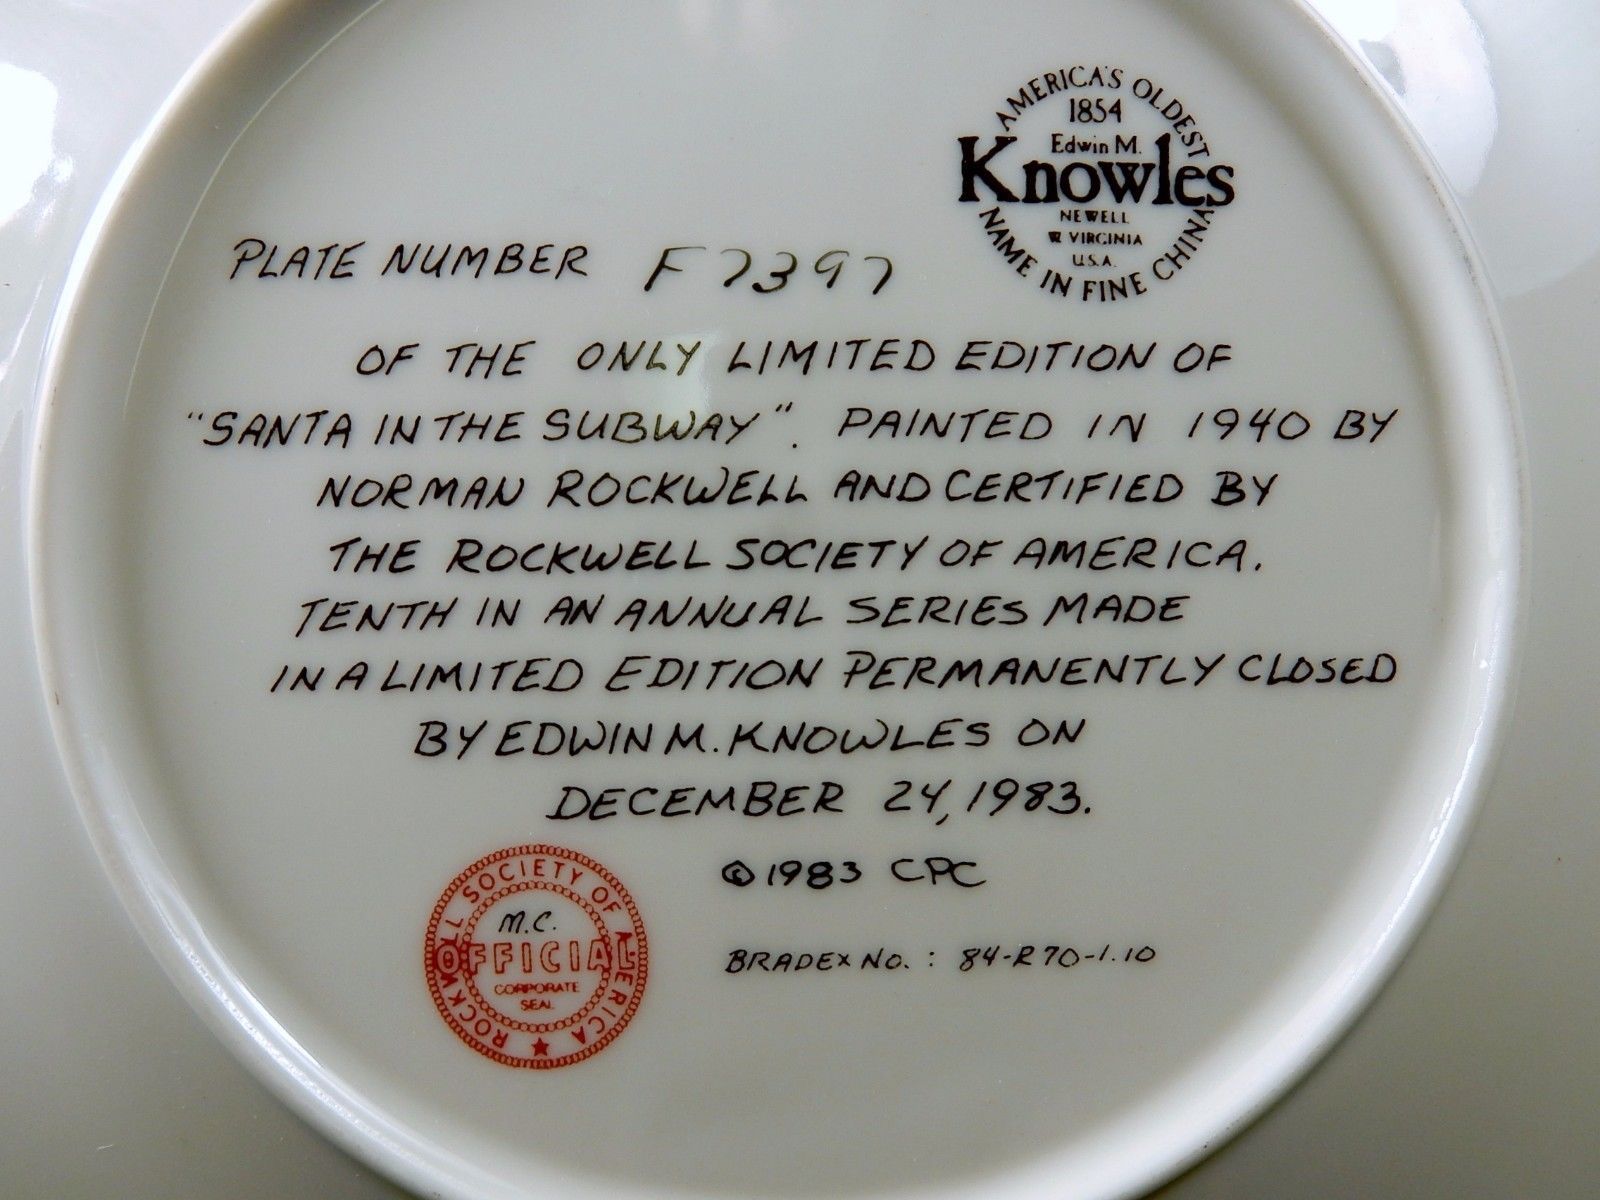 AMERICA'S OLDEST
1854
Edwin M.
Knowles
NEWELL
W VIRGINIA
U.S.A.
NAME IN FINE CHINA
PLATE NUMBER F7397
OF THE ONLY LIMITED EDITION OF
"SANTA IN THE SUBWAY". PAINTED IN 1940 BY
NORMAN ROCKWELL AND CERTIFIED BY
THE ROCKWELL SOCIETY OF AMERICA.
TENTH IN AN ANNUAL SERIES MADE
IN A LIMITED EDITION PERMANENTLY CLOSED
BY EDWIN M. KNOWLES ON
DECEMBER 24, 1983.
© 1983 CPC
BRADEX NO.: 84-R70-1.10
ROCKWELL SOCIETY OF AMERICA
M.C.
OFFICIAL
CORPORATE
SEAL